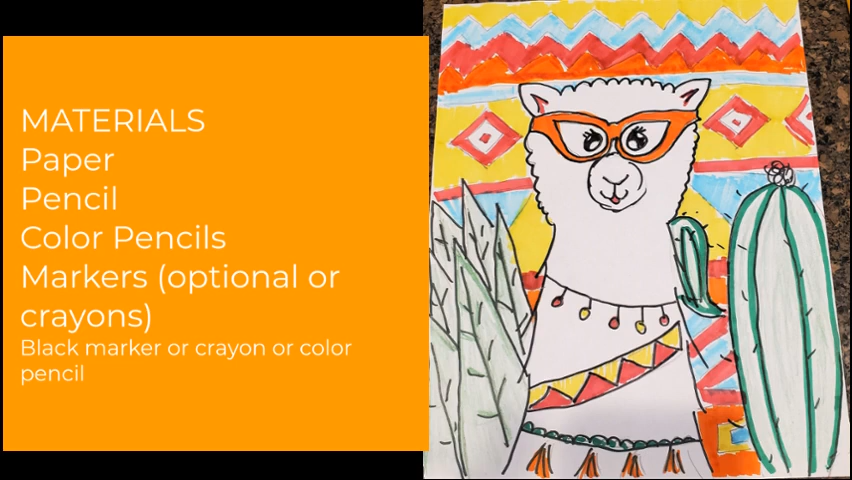 MATERIALS
Paper
Pencil
Color Pencils
Markers (optional or
crayons)
Black marker or crayon or color
pencil